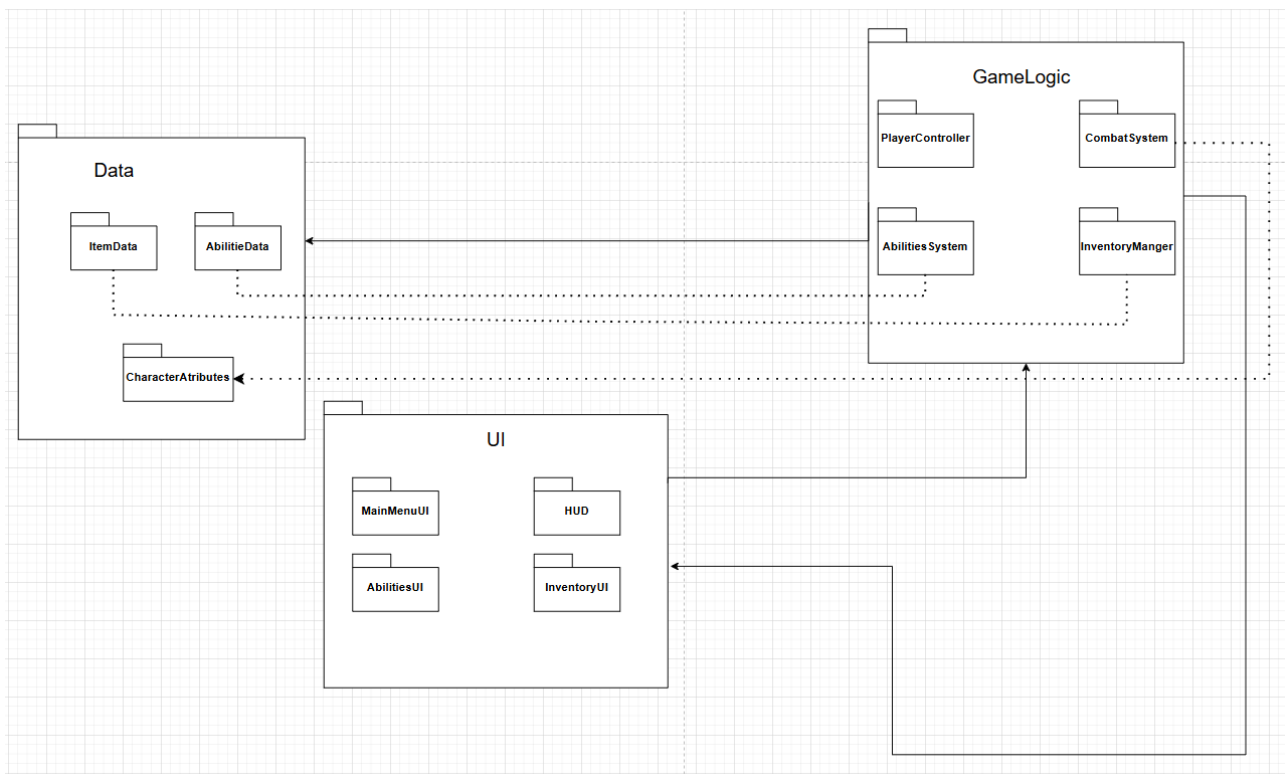 GameLogic
PlayerController
CombatSystem
AbilitiesSystem
InventoryManger
Data
ItemData
AbilitieData
CharacterAtributes
UI
MainMenuUI
HUD
AbilitiesUI
InventoryUI